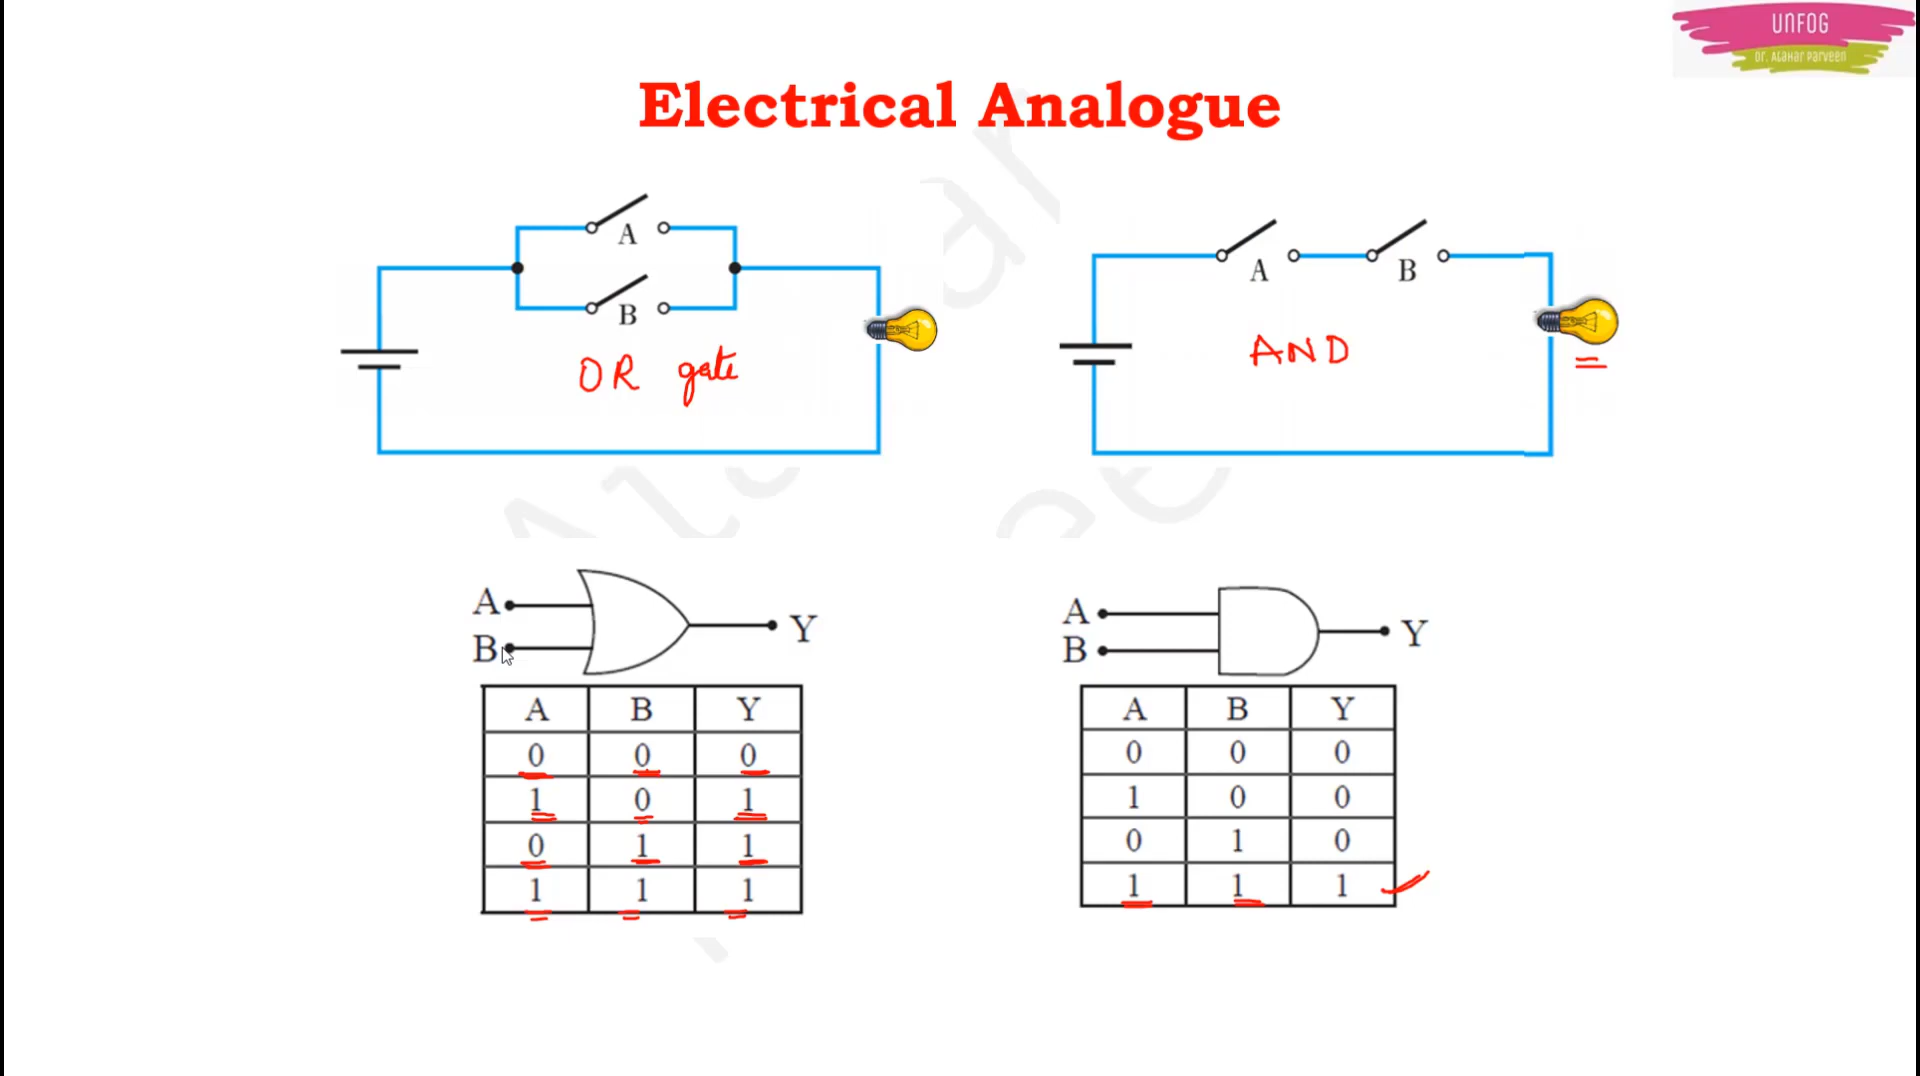 UNFOG
Dr. Atahar Parveen
Electrical Analogue
A
B
OR gate
A B
AND
A
B
Y
A B Y
0 0 0
1 0 1
0 1 1
1 1 1
A
B
Y
A B Y
0 0 0
1 0 0
0 1 0
1 1 1